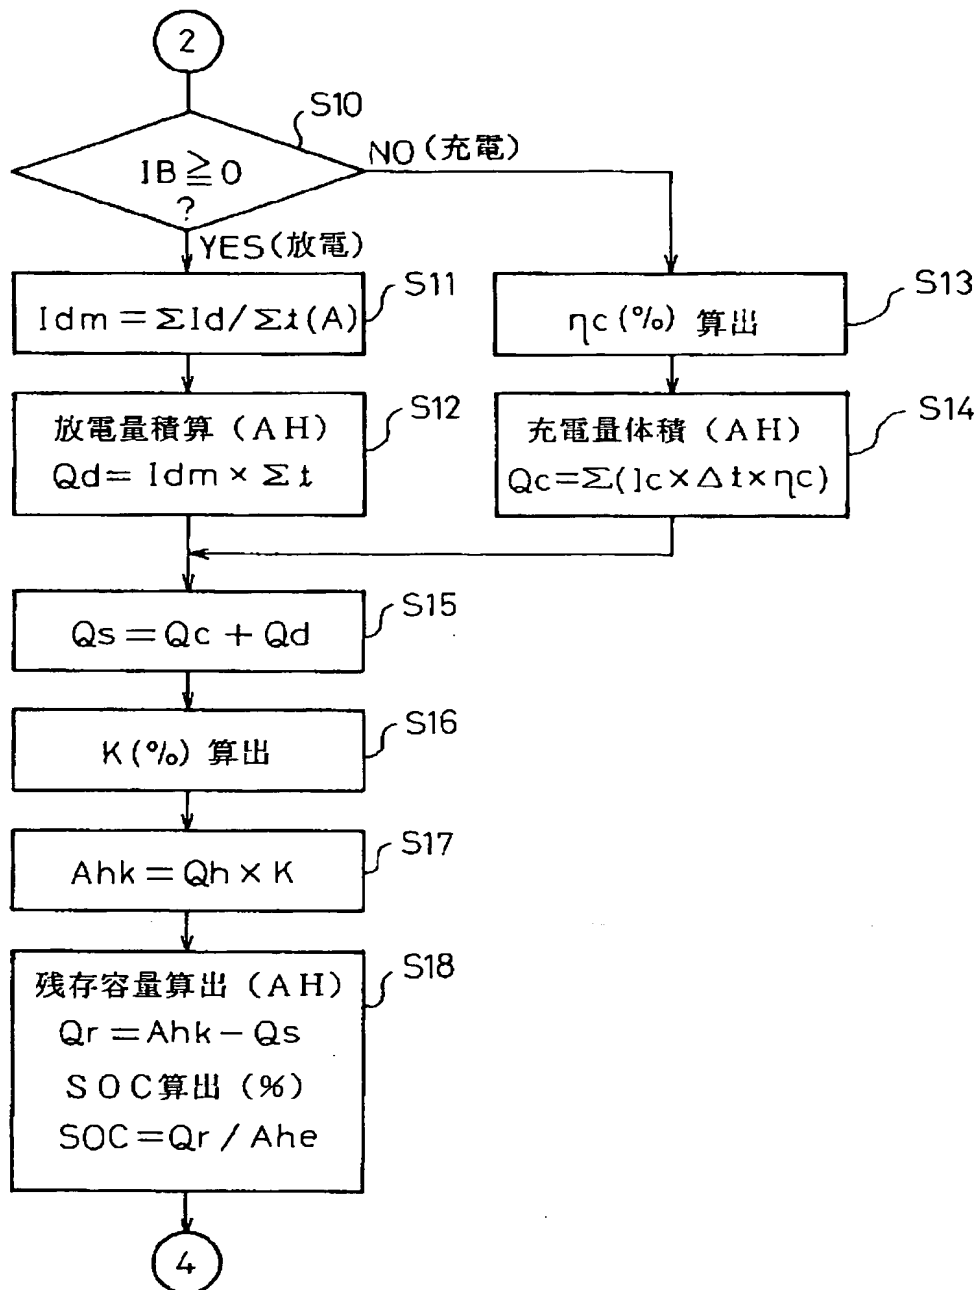 2
S10
IB≧0
?
NO(充電)
YES(放電)
S11
Idm=ΣId/Σt(A)
S13
ηc(%) 算出
S12
放電量積算(AH)
Qd=Idm×Σt
S14
充電量体積(AH)
Qc=Σ(Ic×Δt×ηc)
S15
Qs=Qc+Qd
S16
K(%) 算出
S17
Ahk=Qh×K
S18
残存容量算出(AH)
Qr=Ahk-Qs
SOC算出(%)
SOC=Qr/Ahe
4